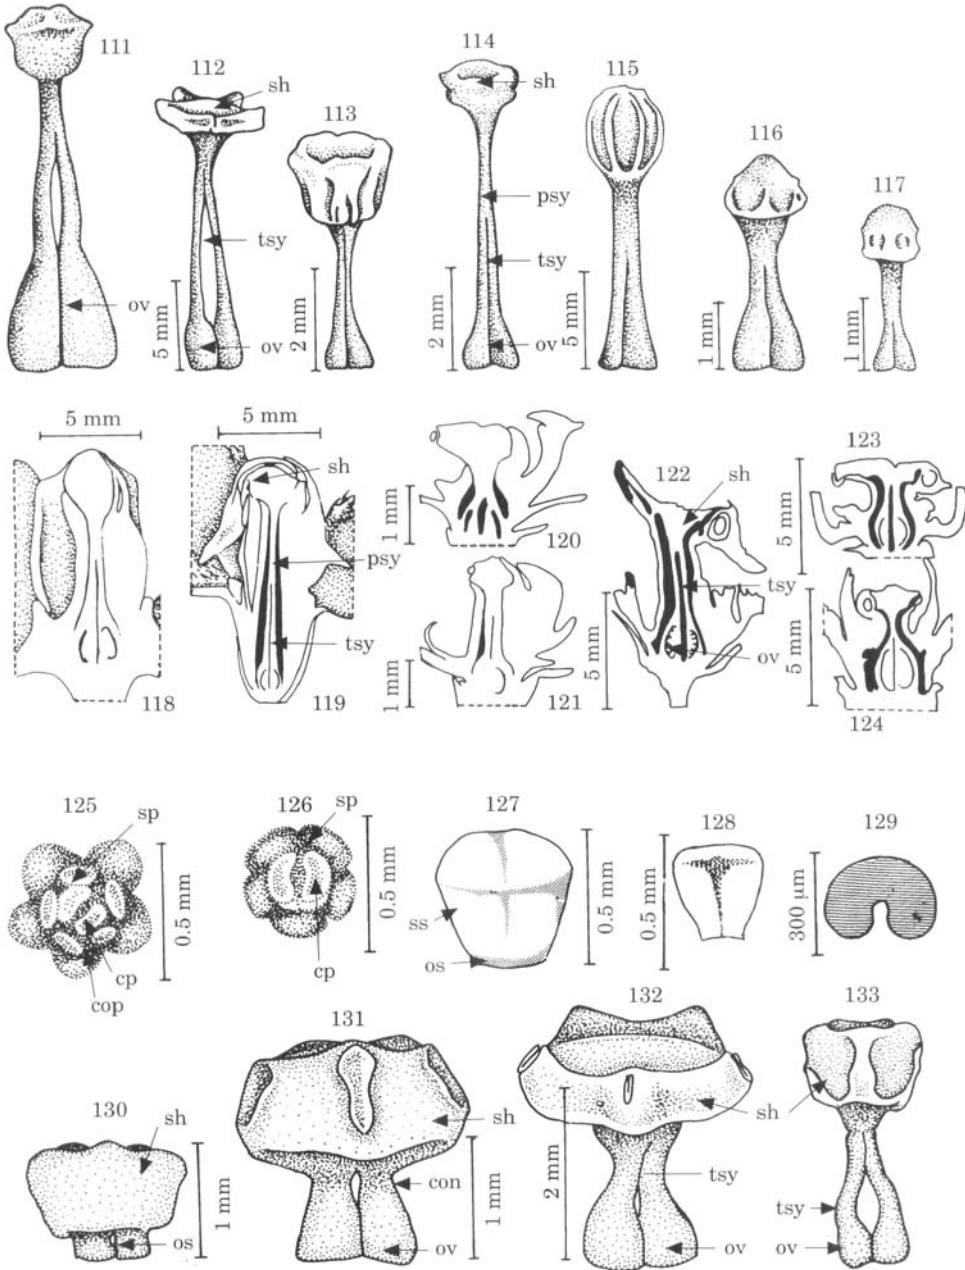 111
112
sh
113
114
sh
115
116
117
psy
tsy
tsy
ov
ov
ov
5 mm
2 mm
2 mm
5 mm
1 mm
1 mm
5 mm
5 mm
sh
psy
tsy
118
119
1 mm
120
1 mm
121
122
sh
tsy
ov
5 mm
123
5 mm
5 mm
124
125
sp
cp
cop
0.5 mm
126
sp
cp
0.5 mm
127
ss
os
0.5 mm
128
0.5 mm
129
300 µm
130
sh
os
1 mm
131
sh
con
ov
1 mm
132
sh
tsy
ov
2 mm
133
tsy
ov